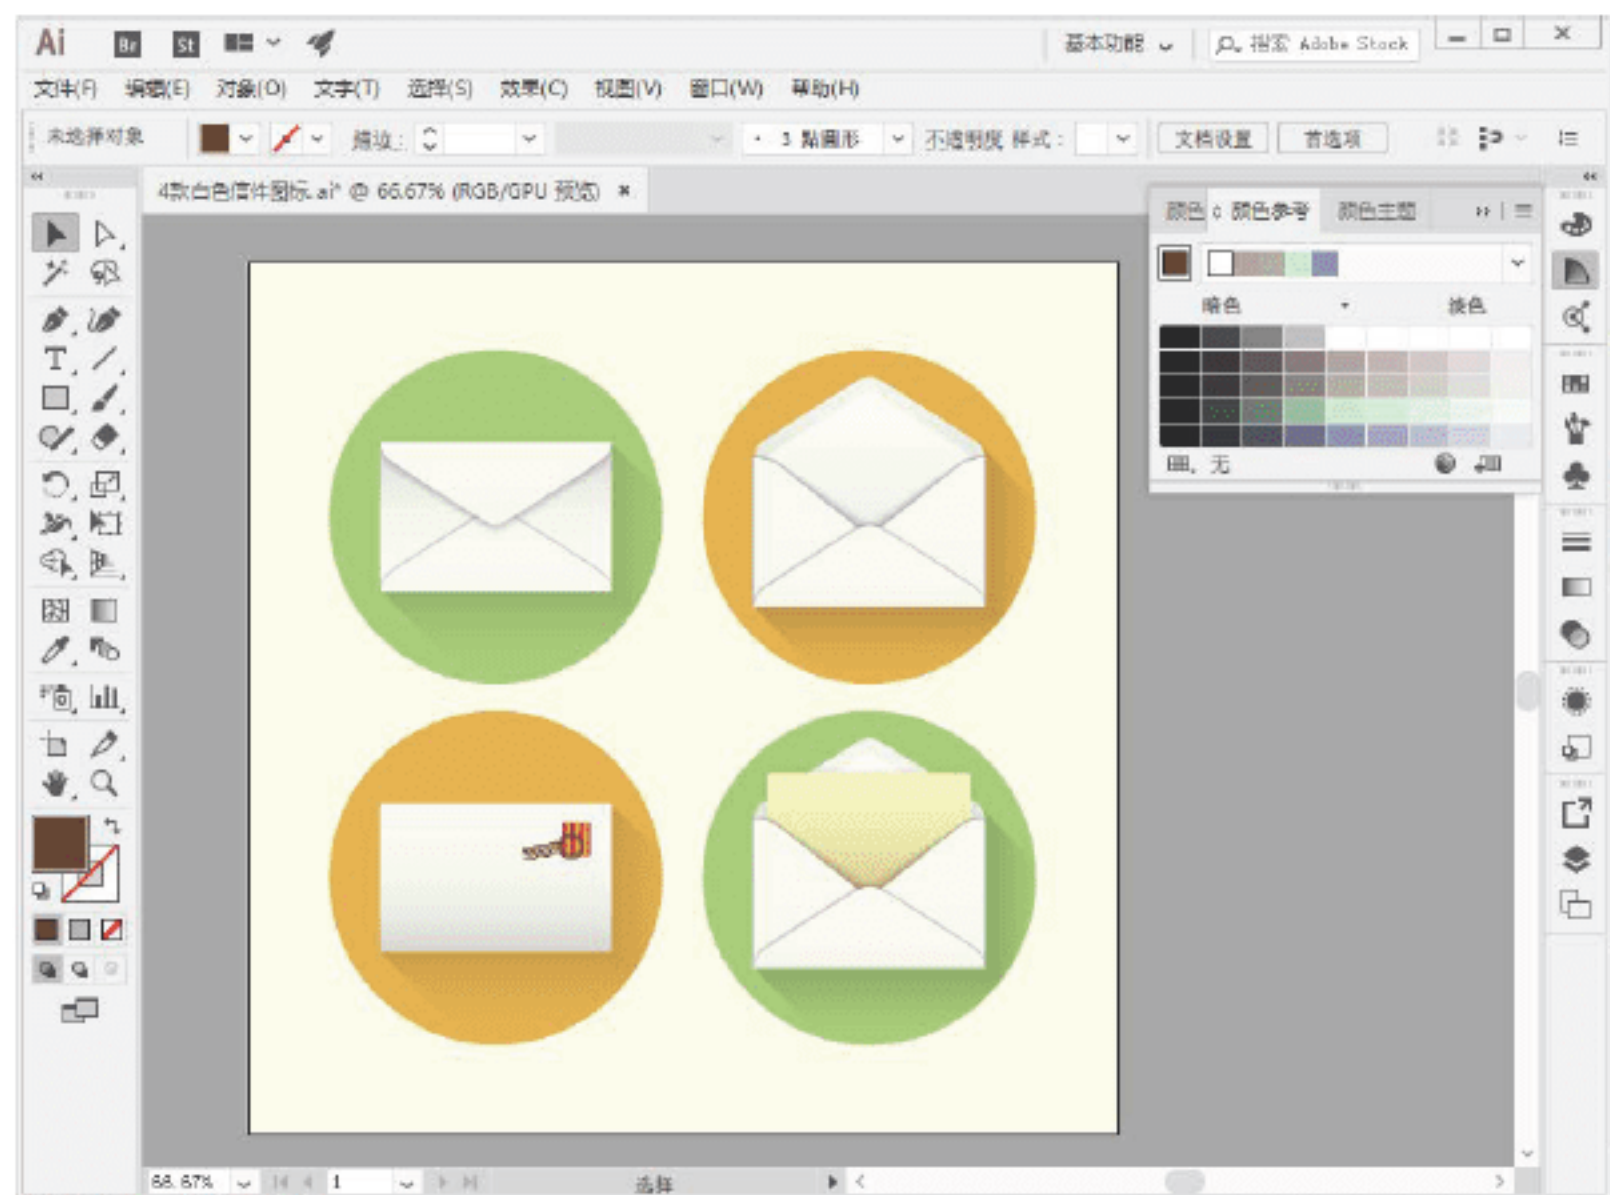 Ai Br St 基本功能 搜索 Adobe Stock
文件(F) 编辑(E) 对象(O) 文字(T) 选择(S) 效果(C) 视图(V) 窗口(W) 帮助(H)
未选择对象 描边: 3 點圓形 不透明度 样式: 文档设置 首选项
4款白色信件图标.ai* @ 66.67% (RGB/GPU 预览) ×
颜色 颜色参考 颜色主题
暗色 淡色
无
66.67% 1 选择